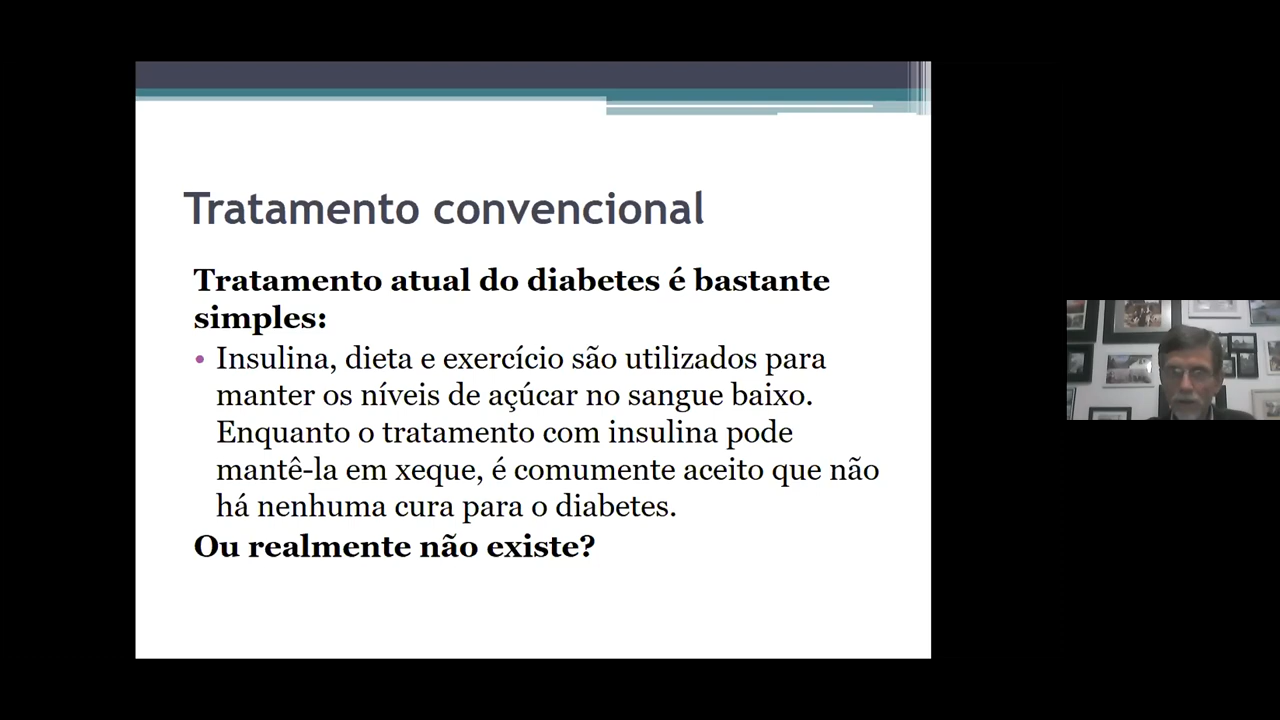 Tratamento convencional
Tratamento atual do diabetes é bastante
simples:
• Insulina, dieta e exercício são utilizados para
manter os níveis de açúcar no sangue baixo.
Enquanto o tratamento com insulina pode
mantê-la em xeque, é comumente aceito que não
há nenhuma cura para o diabetes.
Ou realmente não existe?